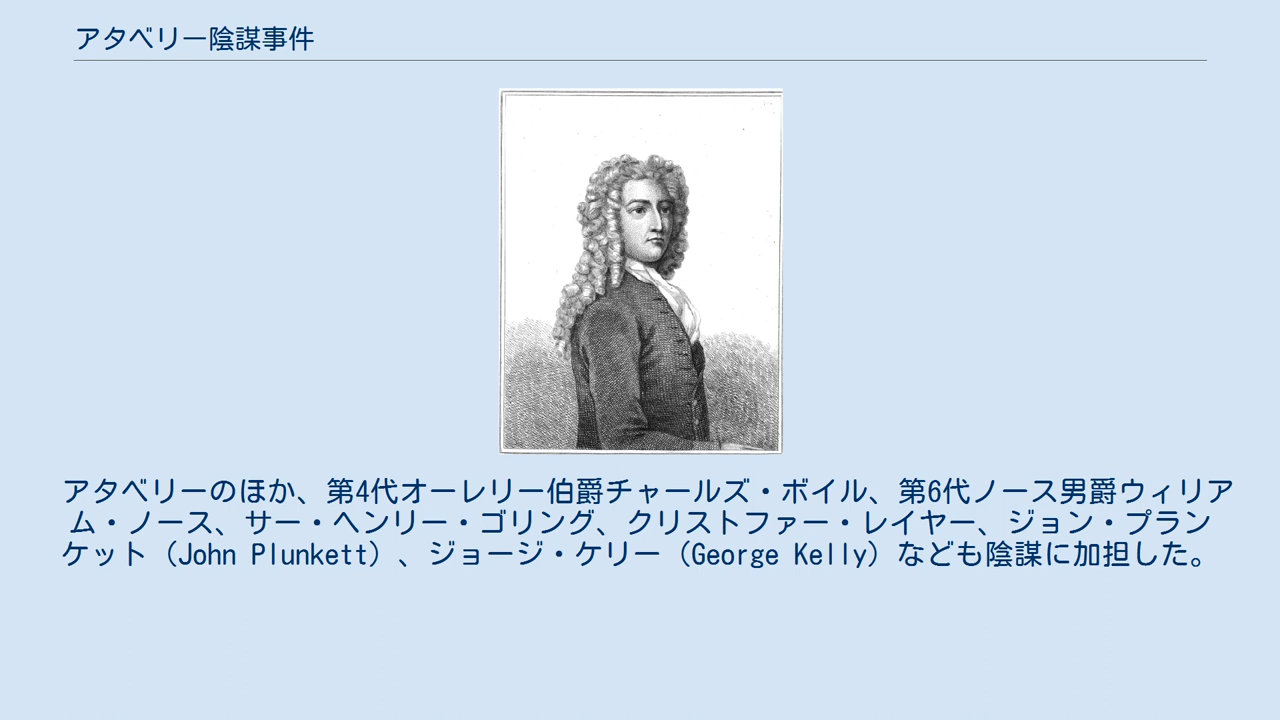 アタベリー陰謀事件
アタベリーのほか、第4代オーレリー伯爵チャールズ・ボイル、第6代ノース男爵ウィリア
ム・ノース、サー・ヘンリー・ゴリング、クリストファー・レイヤー、ジョン・プラン
ケット（John Plunkett）、ジョージ・ケリー（George Kelly）なども陰謀に加担した。